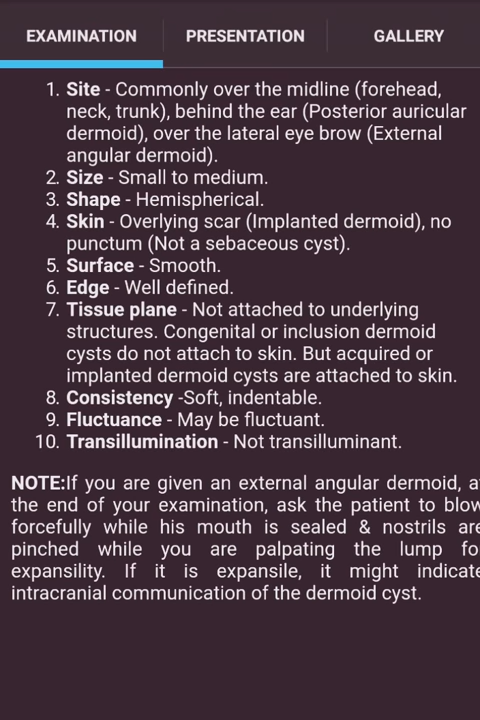 EXAMINATION PRESENTATION GALLERY
1. Site - Commonly over the midline (forehead,
neck, trunk), behind the ear (Posterior auricular
dermoid), over the lateral eye brow (External
angular dermoid).
2. Size - Small to medium.
3. Shape - Hemispherical.
4. Skin - Overlying scar (Implanted dermoid), no
punctum (Not a sebaceous cyst).
5. Surface - Smooth.
6. Edge - Well defined.
7. Tissue plane - Not attached to underlying
structures. Congenital or inclusion dermoid
cysts do not attach to skin. But acquired or
implanted dermoid cysts are attached to skin.
8. Consistency -Soft, indentable.
9. Fluctuance - May be fluctuant.
10. Transillumination - Not transilluminant.
NOTE:If you are given an external angular dermoid, at
the end of your examination, ask the patient to blow
forcefully while his mouth is sealed & nostrils are
pinched while you are palpating the lump fo
expansility. If it is expansile, it might indicate
intracranial communication of the dermoid cyst.